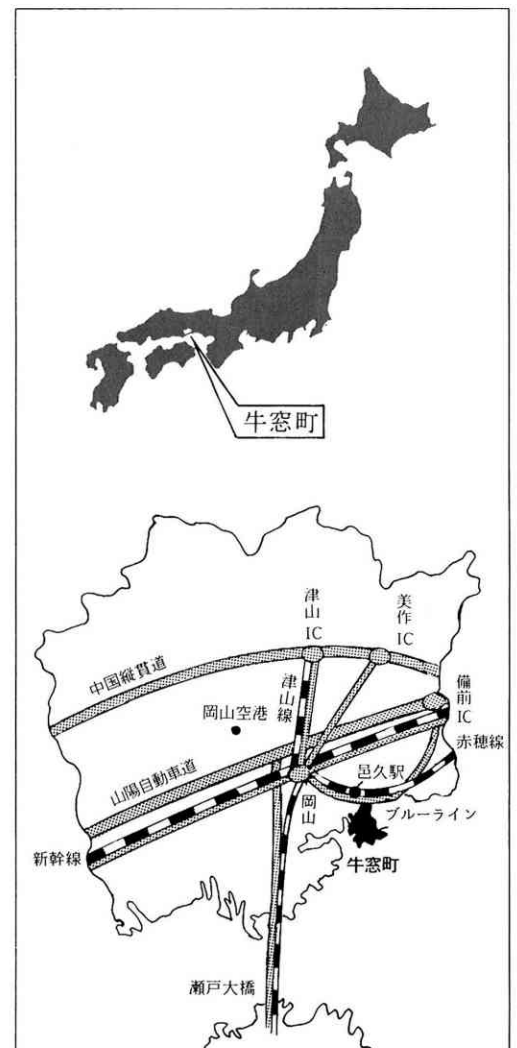 牛窓町
津山IC
美作IC
中国縦貫道
津山線
備前IC
岡山空港
赤穂線
山陽自動車道
邑久駅
岡山
ブルーライン
新幹線
牛窓町
瀬戸大橋